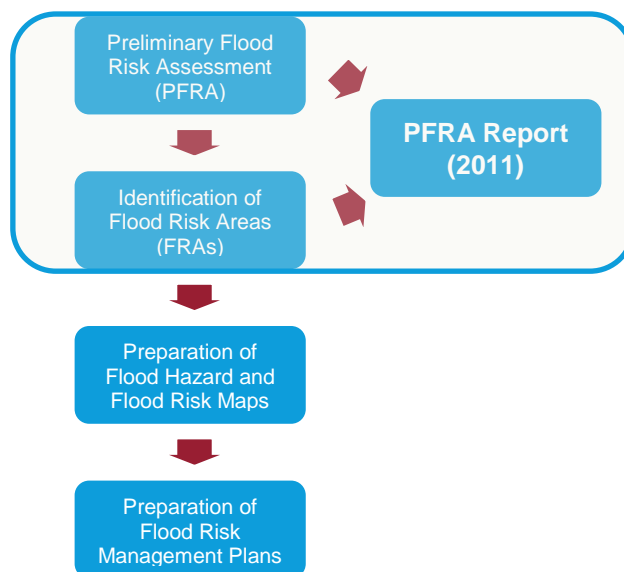 Preliminary Flood
Risk Assessment
(PFRA)
PFRA Report
(2011)
Identification of
Flood Risk Areas
(FRAs)
Preparation of
Flood Hazard and
Flood Risk Maps
Preparation of
Flood Risk
Management Plans